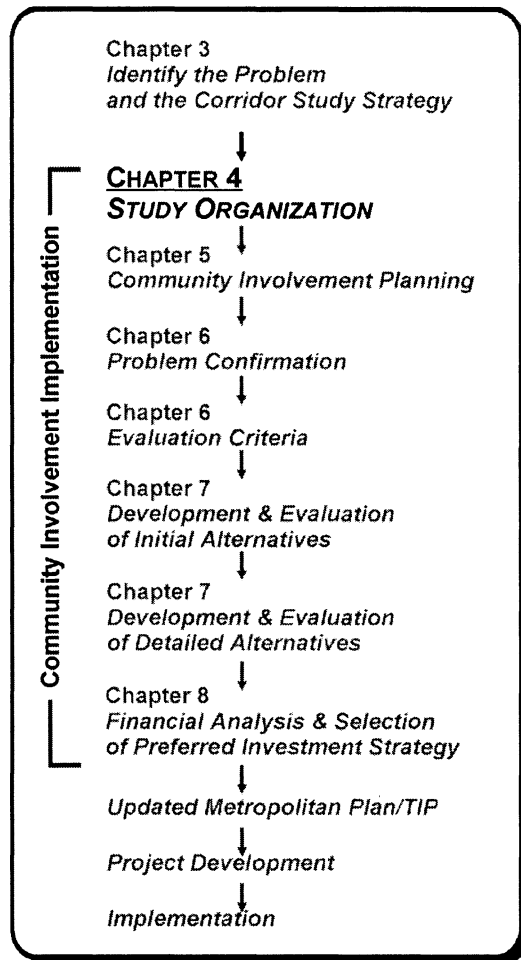 Chapter 3
Identify the Problem
and the Corridor Study Strategy
CHAPTER 4
STUDY ORGANIZATION
Chapter 5
Community Involvement Planning
Chapter 6
Problem Confirmation
Chapter 6
Evaluation Criteria
Chapter 7
Development & Evaluation
of Initial Alternatives
Chapter 7
Development & Evaluation
of Detailed Alternatives
Chapter 8
Financial Analysis & Selection
of Preferred Investment Strategy
Updated Metropolitan Plan/TIP
Project Development
Implementation
Community Involvement Implementation